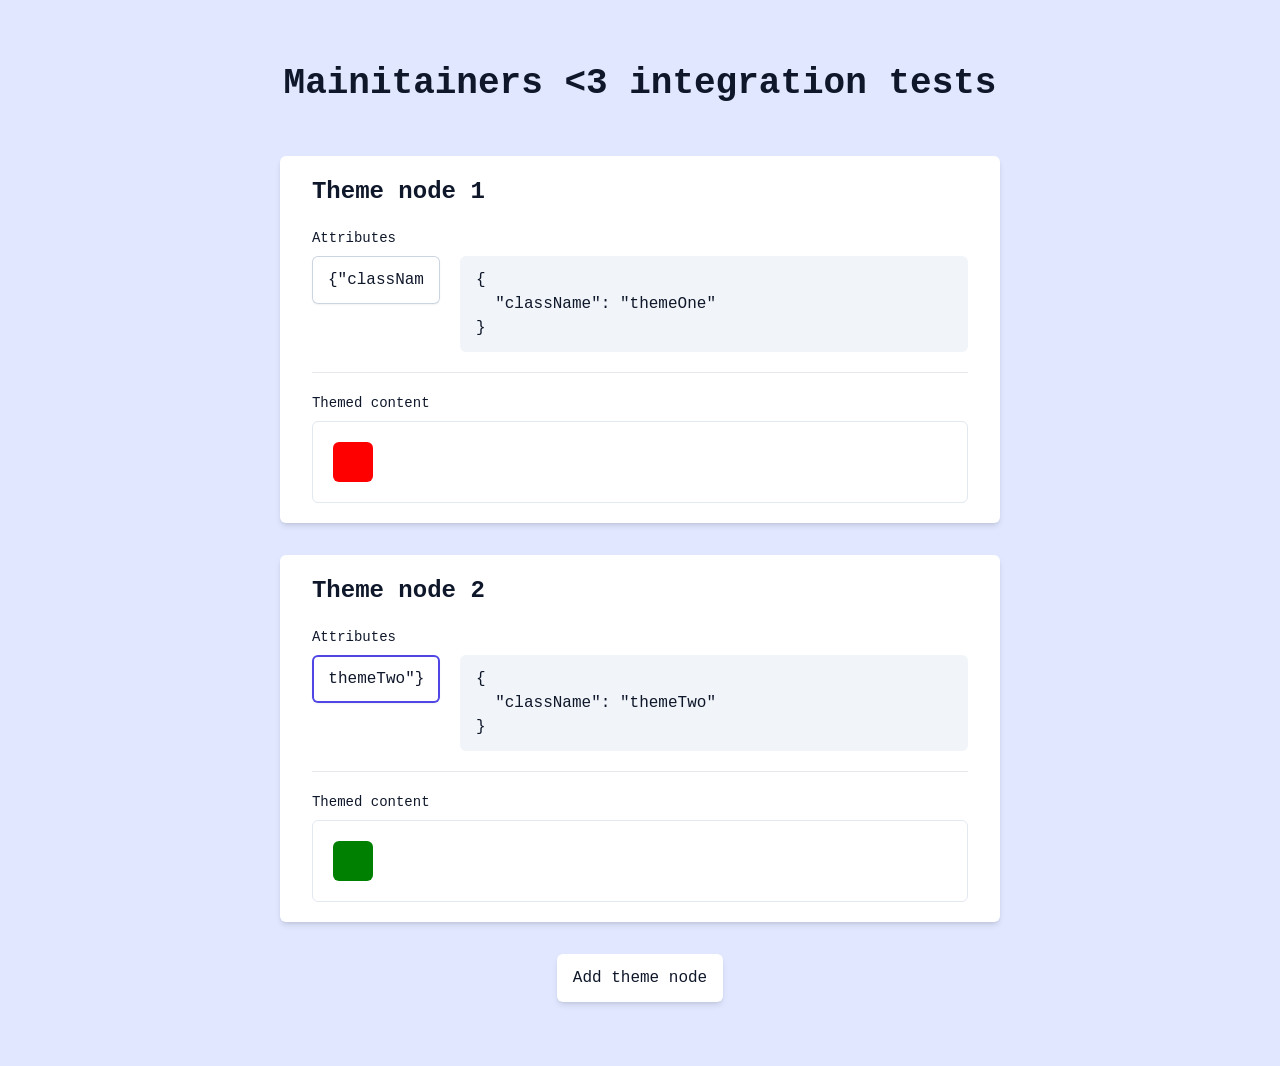 Mainitainers <3 integration tests
Theme node 1
Attributes
{"classNam
{
  "className": "themeOne"
}
Themed content
Theme node 2
Attributes
themeTwo"}
{
  "className": "themeTwo"
}
Themed content
Add theme node